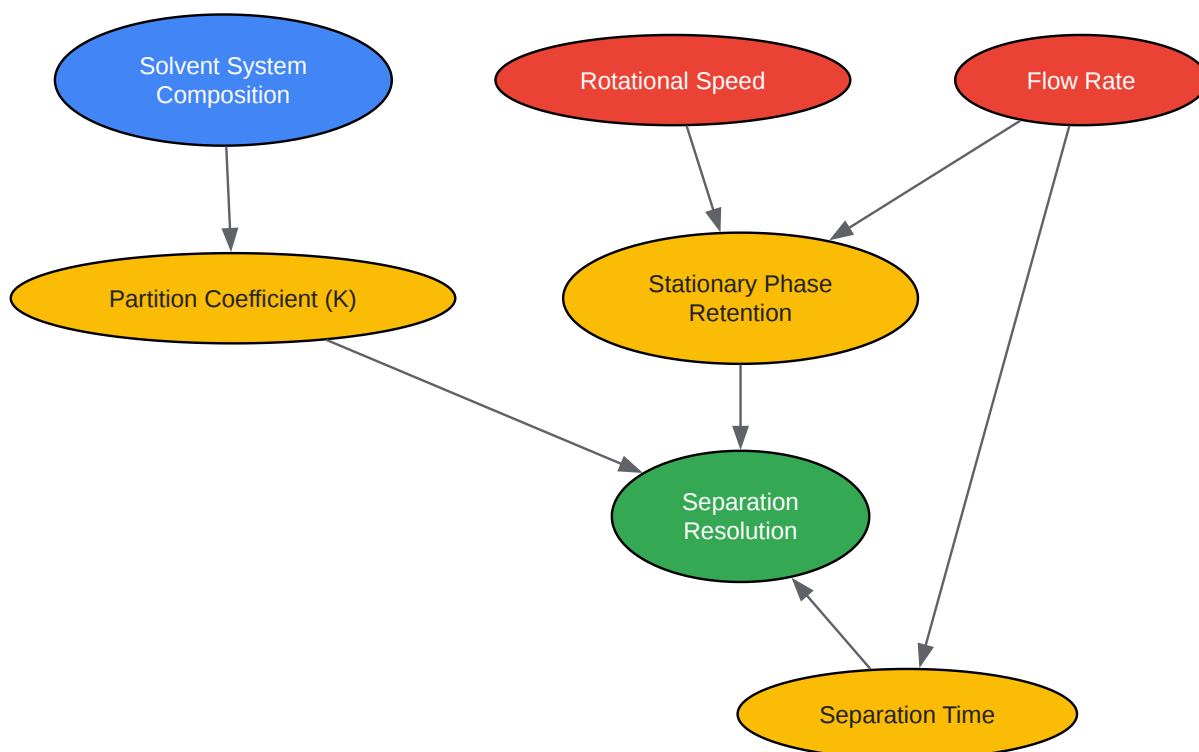 Solvent System
Composition
Rotational Speed
Flow Rate
Partition Coefficient (K)
Stationary Phase
Retention
Separation
Resolution
Separation Time